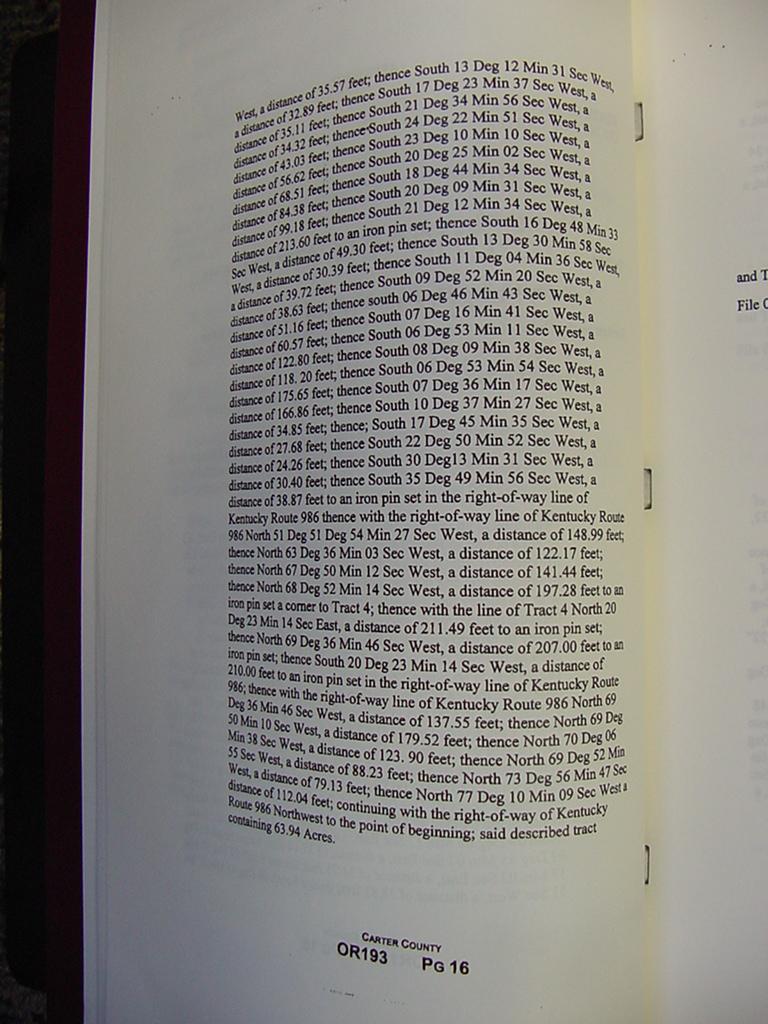 West, a distance of 35.57 feet; thence South 13 Deg 12 Min 31 Sec West,
a distance of 32.89 feet; thence South 17 Deg 23 Min 37 Sec West, a
distance of 35.11 feet; thence South 21 Deg 34 Min 56 Sec West, a
distance of 34.32 feet; thence South 24 Deg 22 Min 51 Sec West, a
distance of 43.03 feet; thence South 23 Deg 10 Min 10 Sec West, a
distance of 56.62 feet; thence South 20 Deg 25 Min 02 Sec West, a
distance of 68.51 feet; thence South 18 Deg 44 Min 34 Sec West, a
distance of 84.38 feet; thence South 20 Deg 09 Min 31 Sec West, a
distance of 99.18 feet; thence South 21 Deg 12 Min 34 Sec West, a
distance of 213.60 feet to an iron pin set; thence South 16 Deg 48 Min 33
Sec West, a distance of 49.30 feet; thence South 13 Deg 30 Min 58 Sec
West, a distance of 30.39 feet; thence South 11 Deg 04 Min 36 Sec West,
a distance of 39.72 feet; thence South 09 Deg 52 Min 20 Sec West, a
distance of 38.63 feet; thence south 06 Deg 46 Min 43 Sec West, a
distance of 51.16 feet; thence South 07 Deg 16 Min 41 Sec West, a
distance of 60.57 feet; thence South 06 Deg 53 Min 11 Sec West, a
distance of 122.80 feet; thence South 08 Deg 09 Min 38 Sec West, a
distance of 118. 20 feet; thence South 06 Deg 53 Min 54 Sec West, a
distance of 175.65 feet; thence South 07 Deg 36 Min 17 Sec West, a
distance of 166.86 feet; thence South 10 Deg 37 Min 27 Sec West, a
distance of 34.85 feet; thence; South 17 Deg 45 Min 35 Sec West, a
distance of 27.68 feet; thence South 22 Deg 50 Min 52 Sec West, a
distance of 24.26 feet; thence South 30 Deg13 Min 31 Sec West, a
distance of 30.40 feet; thence South 35 Deg 49 Min 56 Sec West, a
distance of 38.87 feet to an iron pin set in the right-of-way line of
Kentucky Route 986 thence with the right-of-way line of Kentucky Route
986 North 51 Deg 51 Deg 54 Min 27 Sec West, a distance of 148.99 feet;
thence North 63 Deg 36 Min 03 Sec West, a distance of 122.17 feet;
thence North 67 Deg 50 Min 12 Sec West, a distance of 141.44 feet;
thence North 68 Deg 52 Min 14 Sec West, a distance of 197.28 feet to an
iron pin set a corner to Tract 4; thence with the line of Tract 4 North 20
Deg 23 Min 14 Sec East, a distance of 211.49 feet to an iron pin set;
thence North 69 Deg 36 Min 46 Sec West, a distance of 207.00 feet to an
iron pin set; thence South 20 Deg 23 Min 14 Sec West, a distance of
210.00 feet to an iron pin set in the right-of-way line of Kentucky Route
986; thence with the right-of-way line of Kentucky Route 986 North 69
Deg 36 Min 46 Sec West, a distance of 137.55 feet; thence North 69 Deg
50 Min 10 Sec West, a distance of 179.52 feet; thence North 70 Deg 06
Min 38 Sec West, a distance of 123. 90 feet; thence North 69 Deg 52 Min
55 Sec West, a distance of 88.23 feet; thence North 73 Deg 56 Min 47 Sec
West, a distance of 79.13 feet; thence North 77 Deg 10 Min 09 Sec West a
distance of 112.04 feet; continuing with the right-of-way of Kentucky
Route 986 Northwest to the point of beginning; said described tract
containing 63.94 Acres.
CARTER COUNTY
OR193 PG 16
and T
File